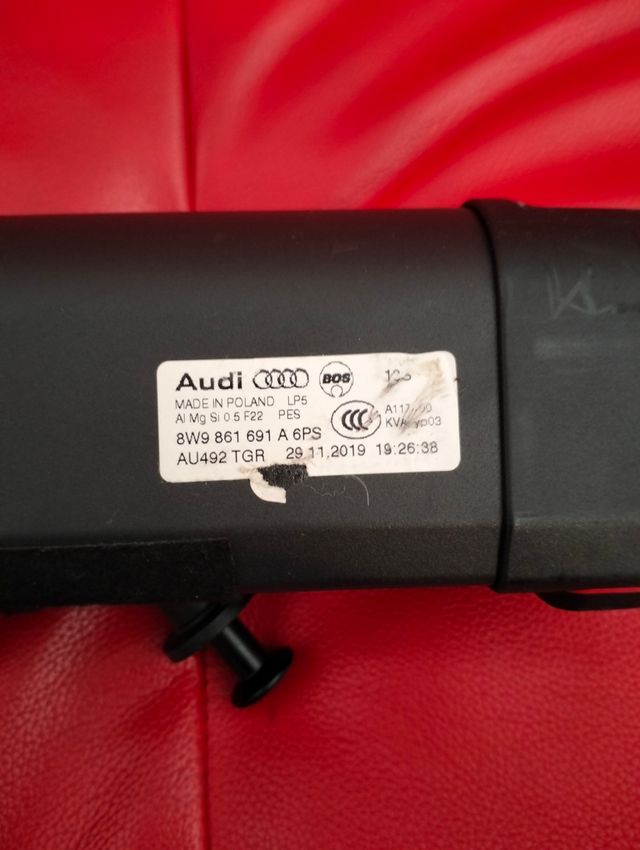 Audi BOS
MADE IN POLAND LP5
Al Mg Si 0.5 F22 PES
CCC
8W9 861 691 A 6PS
AU492 TGR 29.11.2019 19:26:38